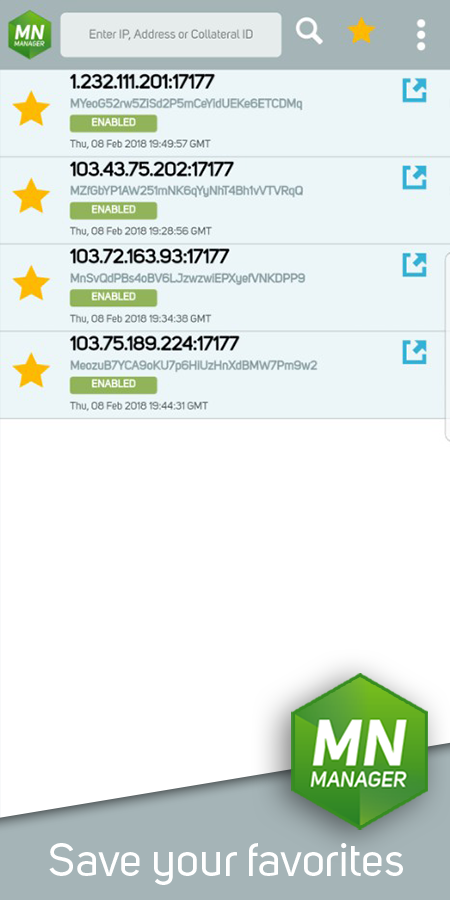 MN
MANAGER
Enter IP, Address or Collateral ID
1.232.111.201:17177
MYeoG52rw5ZiSd2P5mCeYidUEKe6ETCDMq
ENABLED
Thu, 08 Feb 2018 19:49:57 GMT
103.43.75.202:17177
MZfGbYP1AW251mNK6qYyNhT4Bh1vVTVRqQ
ENABLED
Thu, 08 Feb 2018 19:28:56 GMT
103.72.163.93:17177
MnSvQdPBs4oBV6LJzwzwiEPXyefVNKDPP9
ENABLED
Thu, 08 Feb 2018 19:34:38 GMT
103.75.189.224:17177
MeozuB7YCA9oKU7p6HiUzHnXdBMW7Pm9w2
ENABLED
Thu, 08 Feb 2018 19:44:31 GMT
MN
MANAGER
Save your favorites